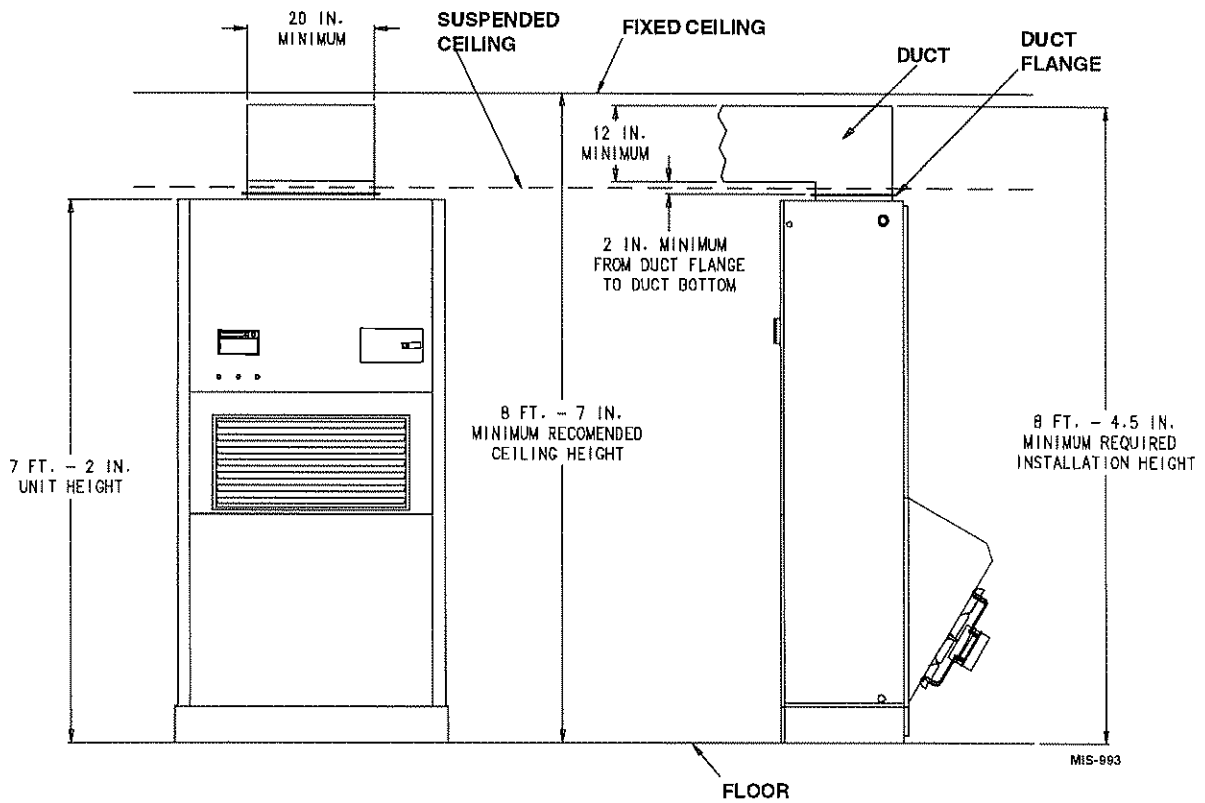 20 IN.
MINIMUM
SUSPENDED
CEILING
FIXED CEILING
DUCT
DUCT
FLANGE
12 IN.
MINIMUM
2 IN. MINIMUM
FROM DUCT FLANGE
TO DUCT BOTTOM
7 FT. - 2 IN.
UNIT HEIGHT
8 FT. - 7 IN.
MINIMUM RECOMENDED
CEILING HEIGHT
8 FT. - 4.5 IN.
MINIMUM REQUIRED
INSTALLATION HEIGHT
MIS-993
FLOOR